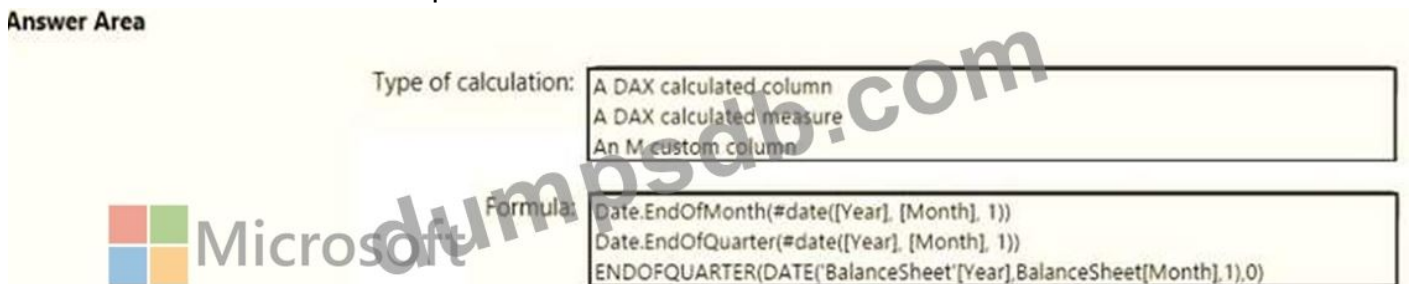 Answer Area
Type of calculation:
A DAX calculated column
A DAX calculated measure
An M custom column
Formula:
Date.EndOfMonth(#date([Year], [Month], 1))
Date.EndOfQuarter(#date([Year], [Month], 1))
ENDOFQUARTER(DATE('BalanceSheet'[Year],BalanceSheet[Month],1),0)
Microsoft
dumpsdb.com